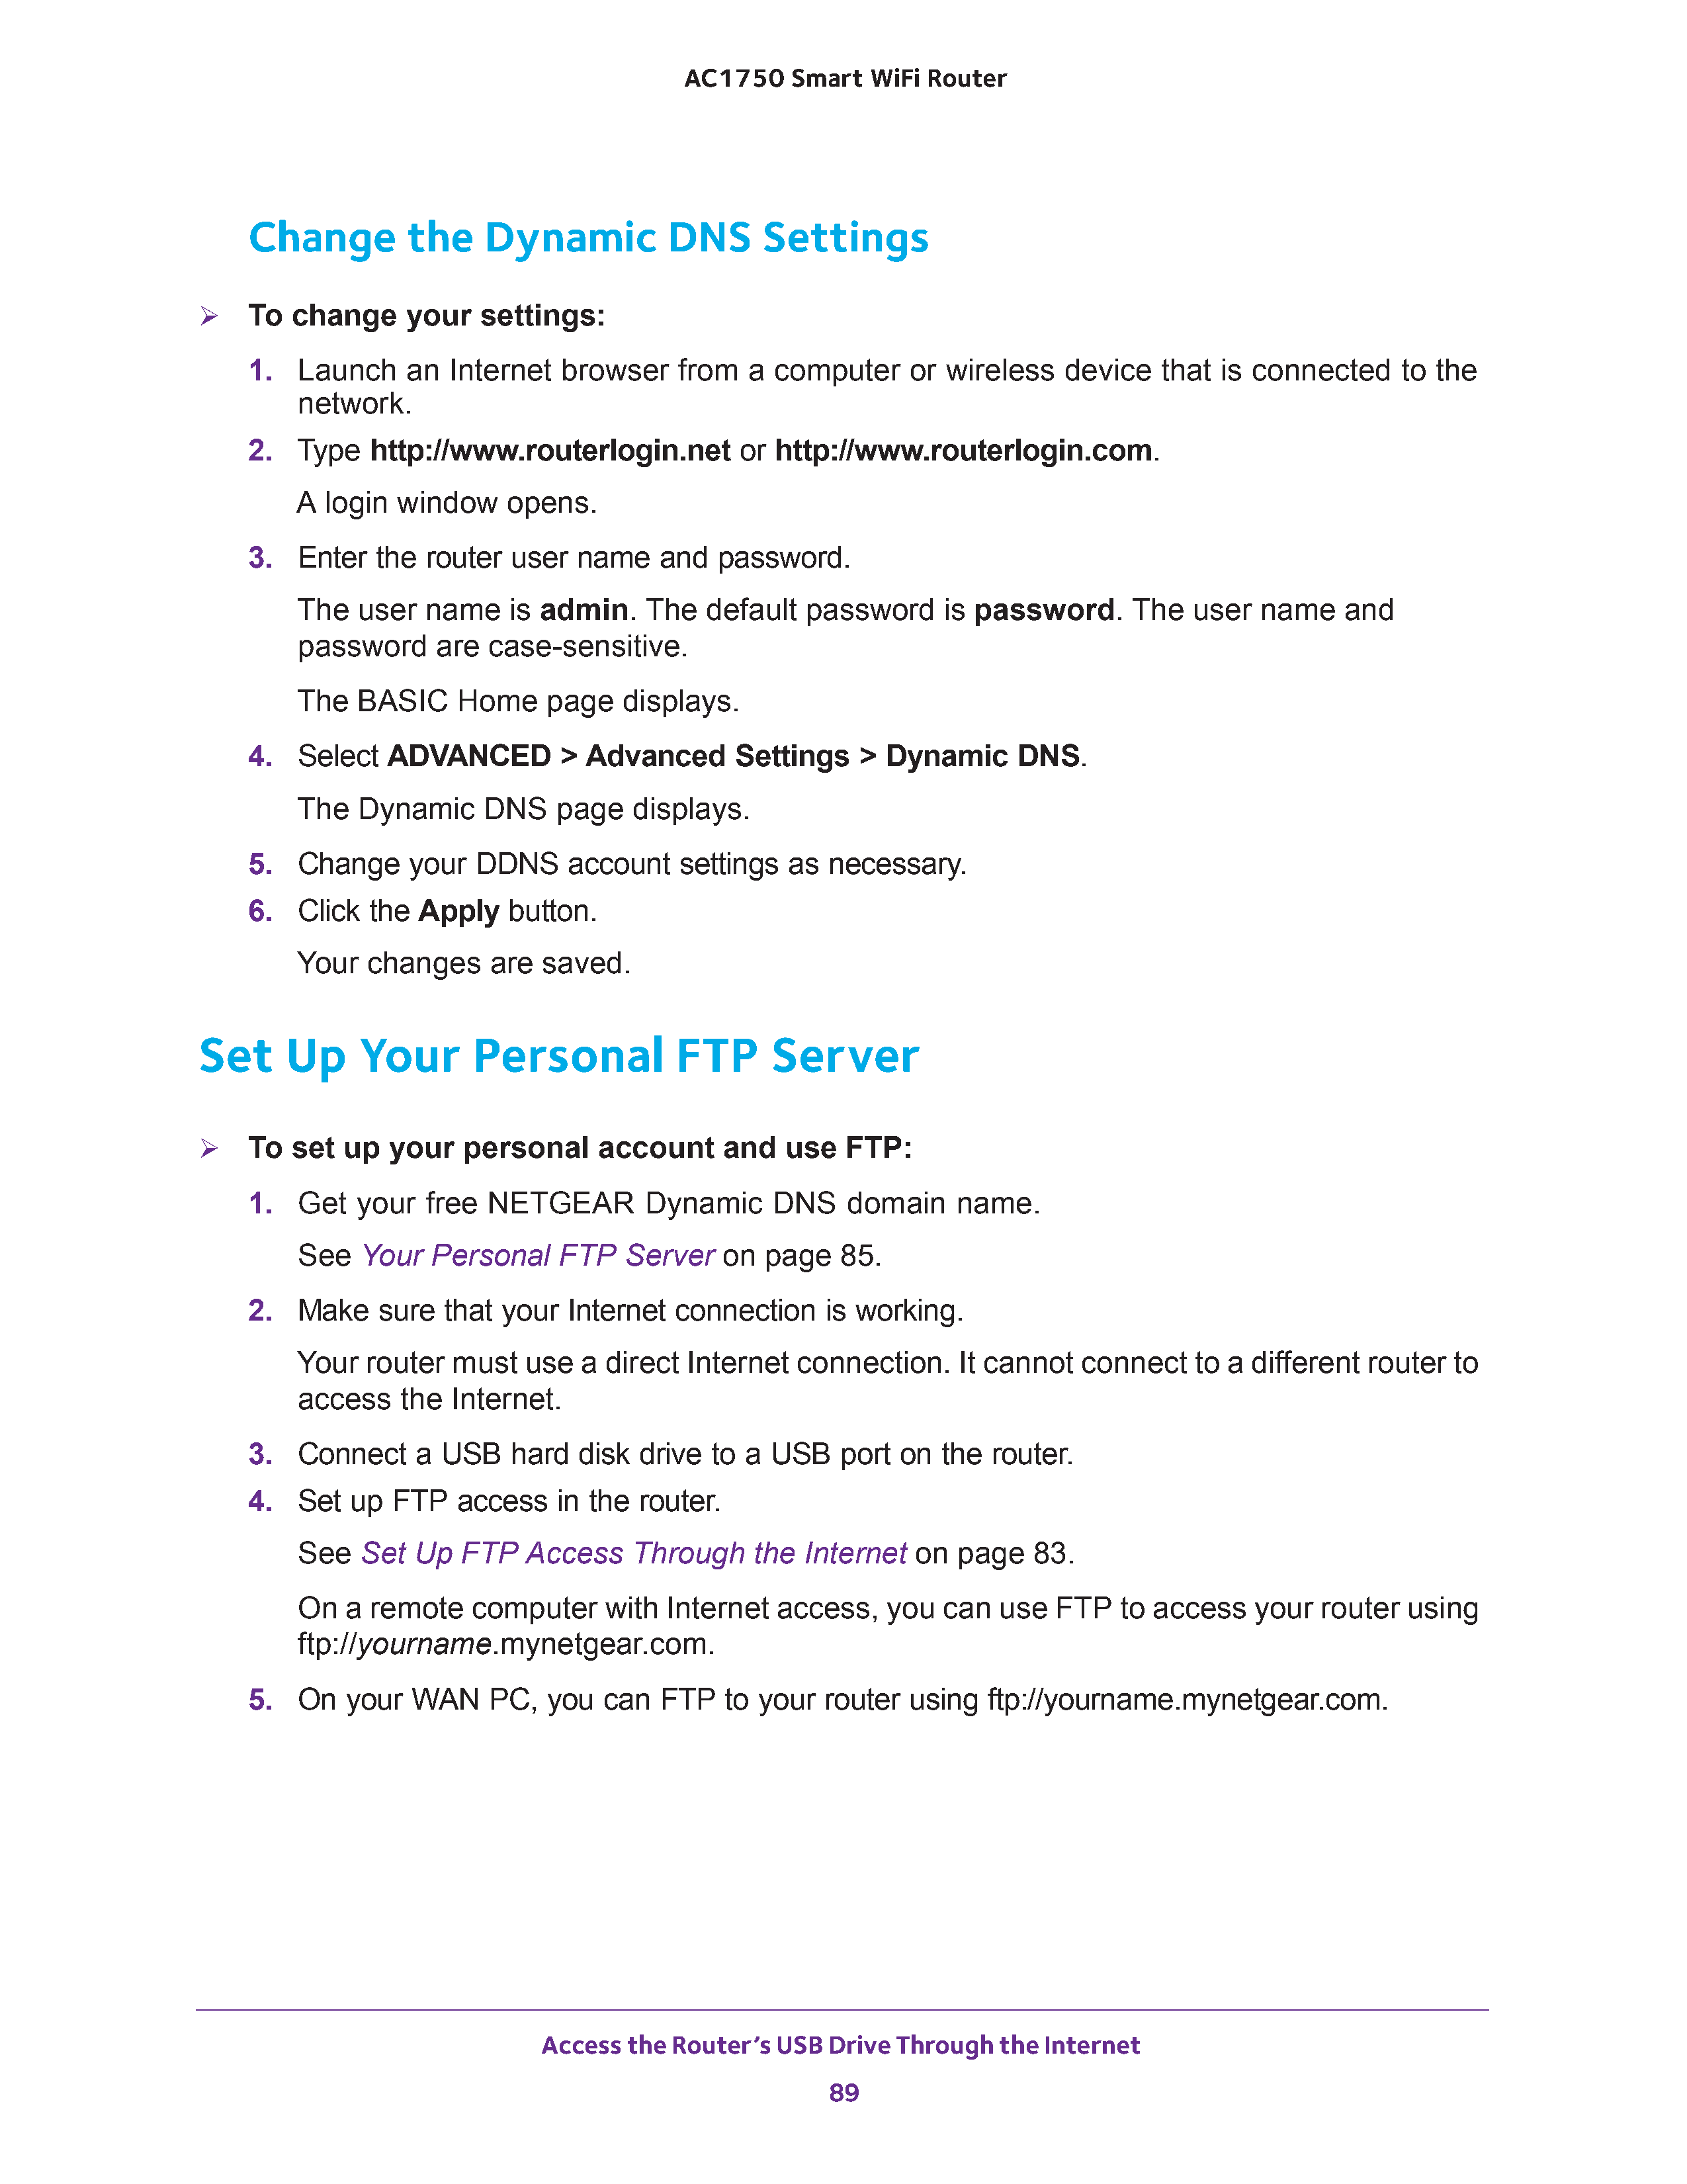 AC1750 Smart WiFi Router
Change the Dynamic DNS Settings
➢ To change your settings:
1. Launch an Internet browser from a computer or wireless device that is connected to the
network.
2. Type http://www.routerlogin.net or http://www.routerlogin.com.
A login window opens.
3. Enter the router user name and password.
The user name is admin. The default password is password. The user name and
password are case-sensitive.
The BASIC Home page displays.
4. Select ADVANCED > Advanced Settings > Dynamic DNS.
The Dynamic DNS page displays.
5. Change your DDNS account settings as necessary.
6. Click the Apply button.
Your changes are saved.
Set Up Your Personal FTP Server
➢ To set up your personal account and use FTP:
1. Get your free NETGEAR Dynamic DNS domain name.
See Your Personal FTP Server on page 85.
2. Make sure that your Internet connection is working.
Your router must use a direct Internet connection. It cannot connect to a different router to
access the Internet.
3. Connect a USB hard disk drive to a USB port on the router.
4. Set up FTP access in the router.
See Set Up FTP Access Through the Internet on page 83.
On a remote computer with Internet access, you can use FTP to access your router using
ftp://yourname.mynetgear.com.
5. On your WAN PC, you can FTP to your router using ftp://yourname.mynetgear.com.
Access the Router’s USB Drive Through the Internet
89